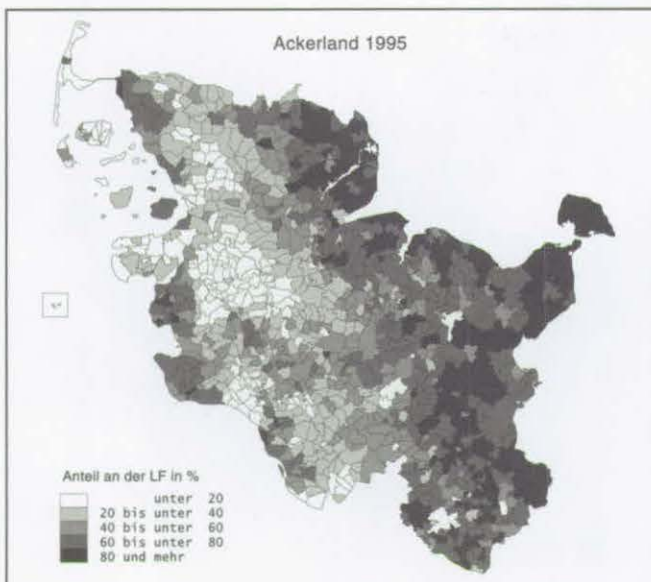 Ackerland 1995
Anteil an der LF in %
unter 20
20 bis unter 40
40 bis unter 60
60 bis unter 80
80 und mehr